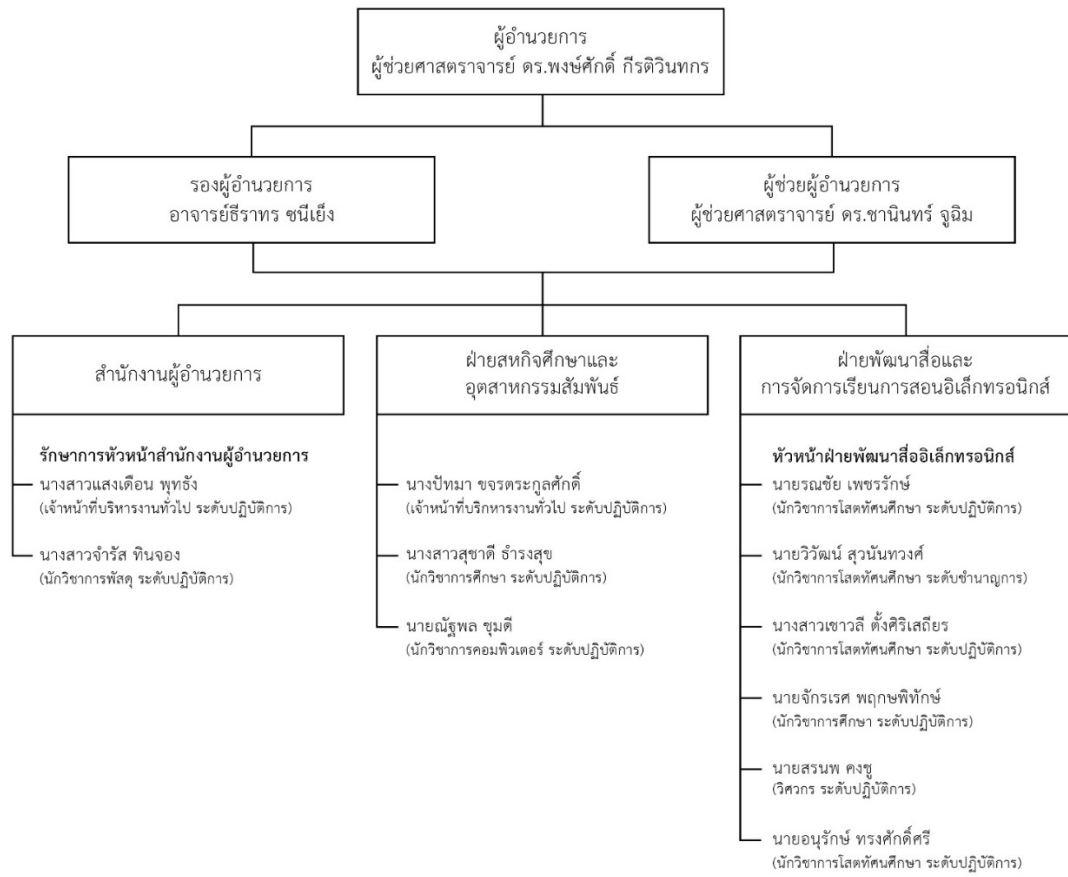 ผู้อำนวยการ
ผู้ช่วยศาสตราจารย์ ดร.พงษ์ศักดิ์ กีรติวินทกร
รองผู้อำนวยการ
อาจารย์ธีราทร ชนีเย็ง
ผู้ช่วยผู้อำนวยการ
ผู้ช่วยศาสตราจารย์ ดร.ชานินทร์ จูฉิม
สำนักงานผู้อำนวยการ
รักษาการหัวหน้าสำนักงานผู้อำนวยการ
นางสาวแสงเดือน พุทธัง
(เจ้าหน้าที่บริหารงานทั่วไป ระดับปฏิบัติการ)
นางสาวจำรัส ทินจอง
(นักวิชาการพัสดุ ระดับปฏิบัติการ)
ฝ่ายสหกิจศึกษาและ
อุตสาหกรรมสัมพันธ์
นางปัทมา ขจรตระกูลศักดิ์
(เจ้าหน้าที่บริกหารงานทั่วไป ระดับปฏิบัติการ)
นางสาวสุชาดี ธำรงสุข
(นักวิชาการศึกษา ระดับปฏิบัติการ)
นายณัฐพล ชุมดี
(นักวิชาการคอมพิวเตอร์ ระดับปฏิบัติการ)
ฝ่ายพัฒนาสื่อและ
การจัดการเรียนการสอนอิเล็กทรอนิกส์
หัวหน้าฝ่ายพัฒนาสื่ออิเล็กทรอนิกส์
นายรณชัย เพชรรักษ์
(นักวิชาการโสตทัศนศึกษา ระดับปฏิบัติการ)
นายวิวัฒน์ สุวนันทวงศ์
(นักวิชาการโสตทัศนศึกษา ระดับชำนาญการ)
นางสาวเชาวลี ตั้งศิริเสถียร
(นักวิชาการโสตทัศนศึกษา ระดับปฏิบัติการ)
นายจักรเรศ พฤกษพิทักษ์
(นักวิชาการศึกษา ระดับปฏิบัติการ)
นายสรนพ คงชู
(วิศวกร ระดับปฏิบัติการ)
นายอนุรักษ์ ทรงศักดิ์ศรี
(นักวิชาการโสตทัศนศึกษา ระดับปฏิบัติการ)